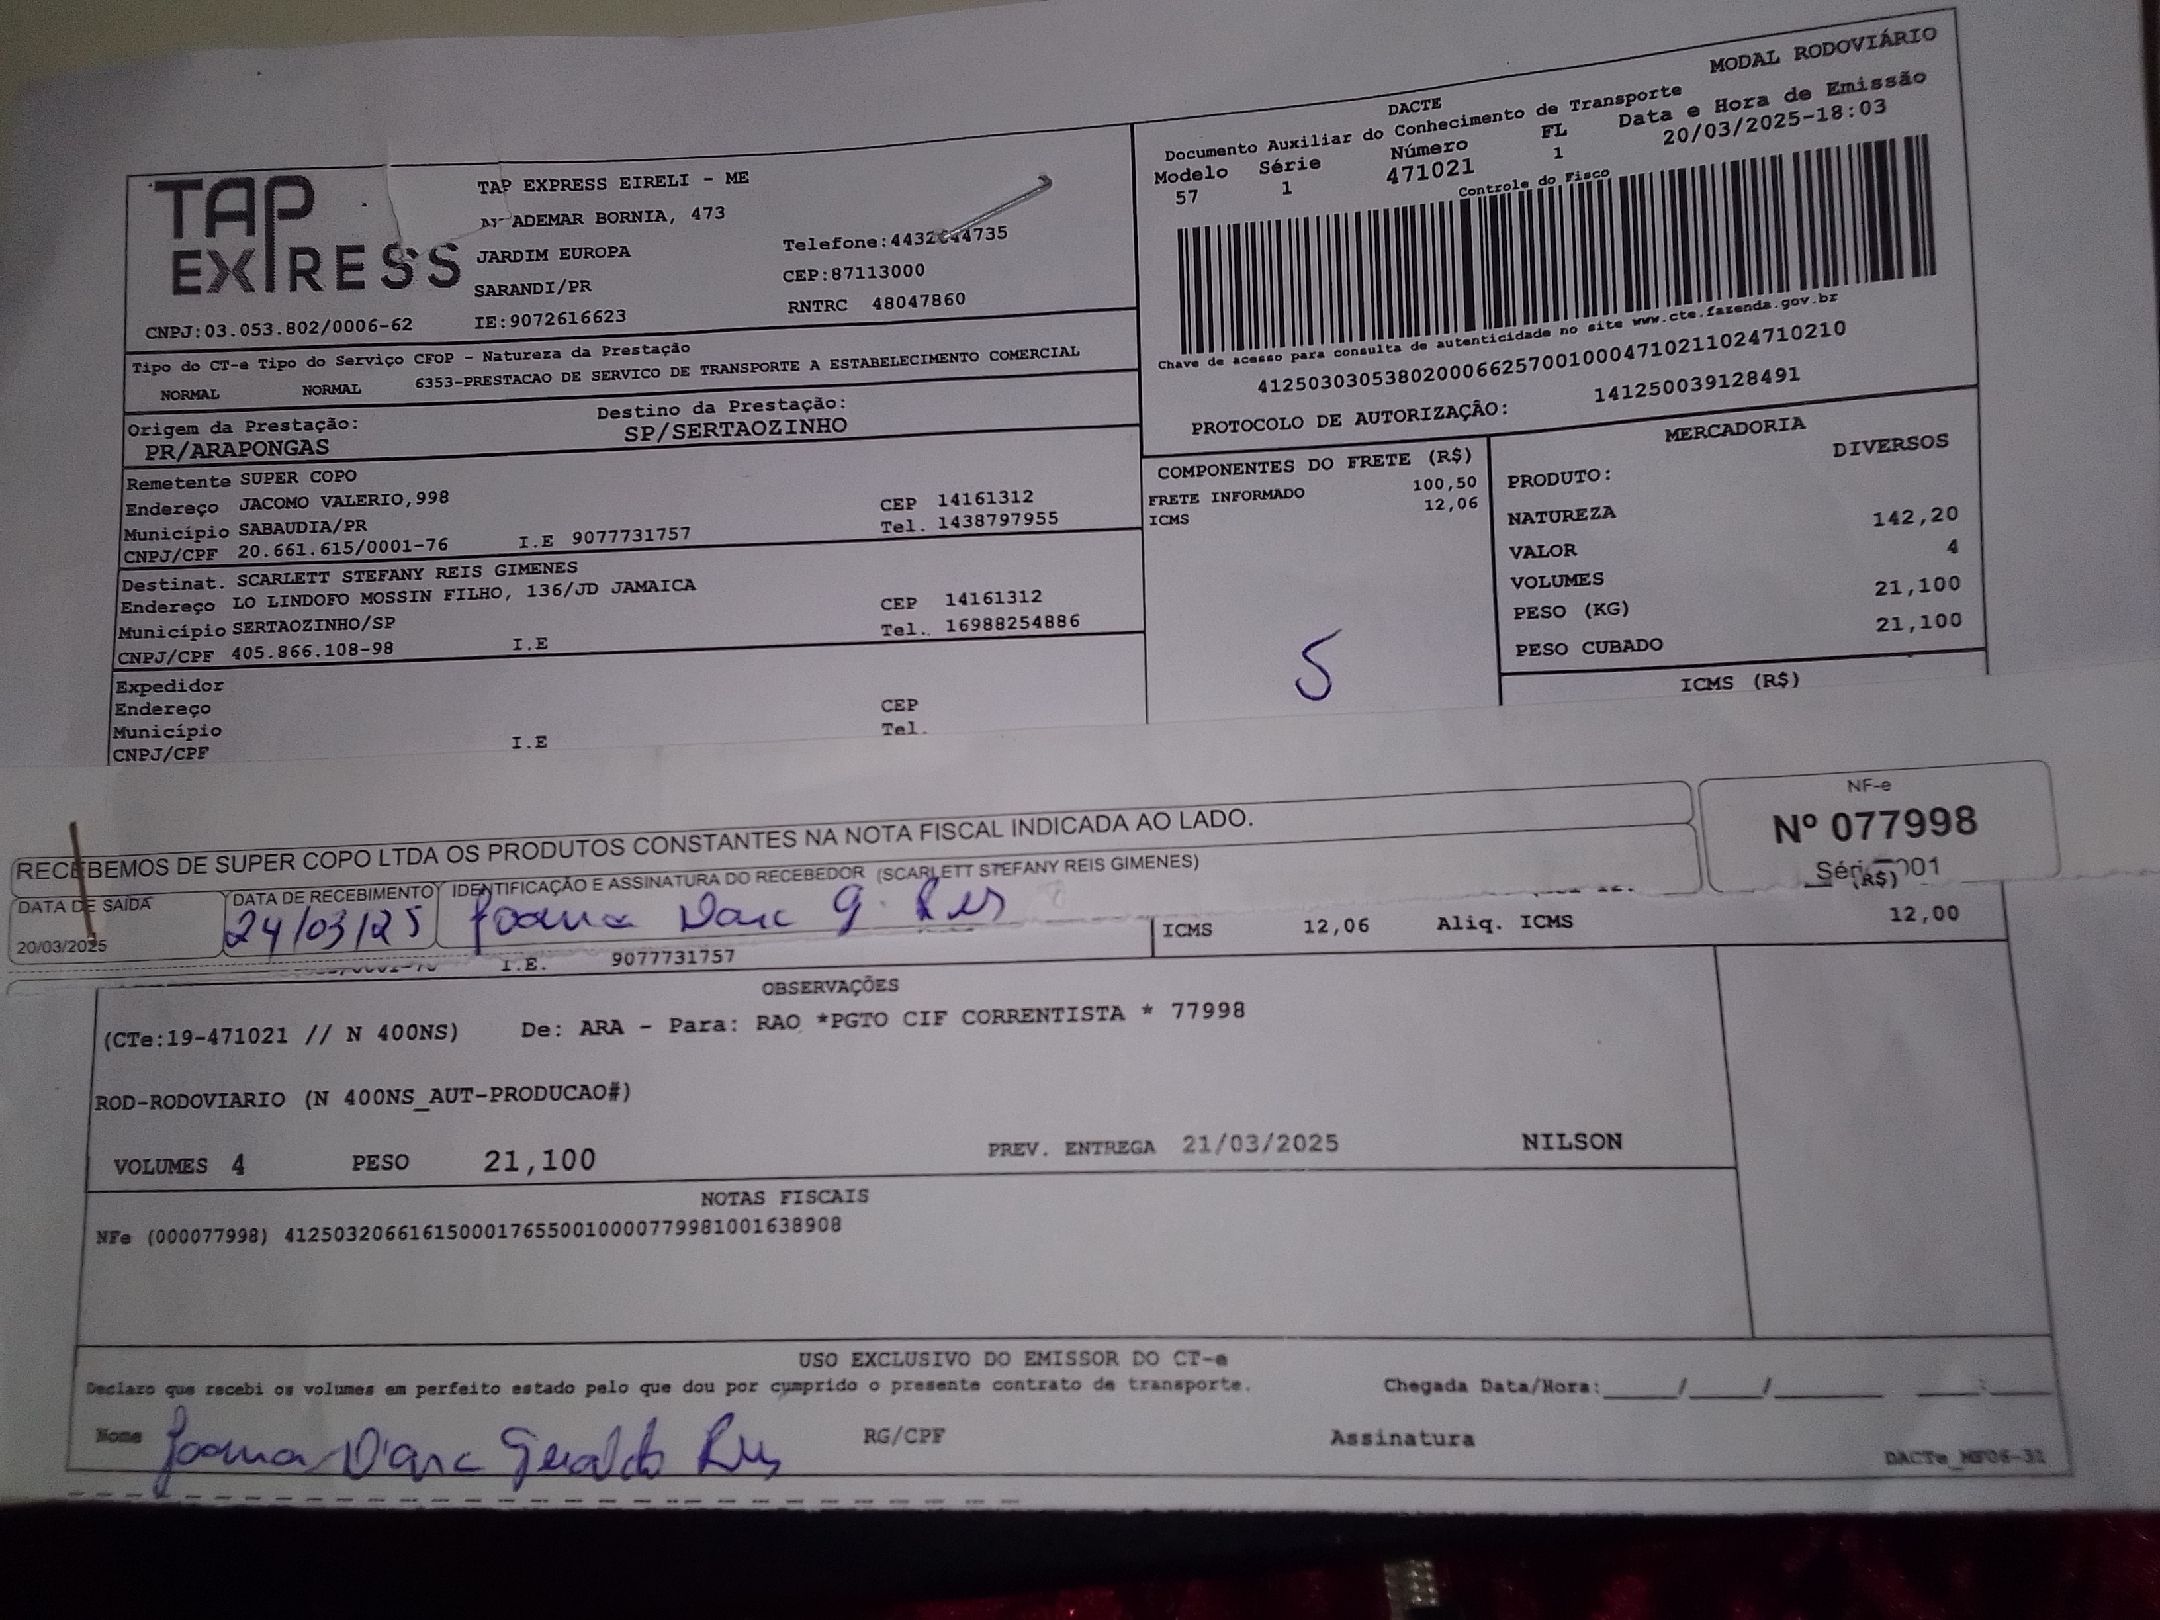 DACTE
MODAL RODOVIÁRIO
Documento Auxiliar do Conhecimento de Transporte
Modelo Série Número FL Data e Hora de Emissão
57 1 471021 1 20/03/2025-18:03
Controle do Fisco
Chave de acesso para consulta de autenticidade no site www.cte.fazenda.gov.br
41250303053802000662570010004710211024710210
PROTOCOLO DE AUTORIZAÇÃO: 141250039128491
TAP EXPRESS
TAP EXPRESS EIRELI - ME
ADEMAR BORNIA, 473
JARDIM EUROPA
SARANDI/PR
IE:9072616623
CNPJ:03.053.802/0006-62
CEP:87113000
RNTRC 48047860
Tipo do CT-e Tipo do Serviço CFOP - Natureza da Prestação
NORMAL NORMAL 6353-PRESTACAO DE SERVICO DE TRANSPORTE A ESTABELECIMENTO COMERCIAL
Origem da Prestação: Destino da Prestação:
PR/ARAPONGAS SP/SERTAOZINHO
Remetente SUPER COPO
Endereço JACOMO VALERIO,998 CEP 14161312
Município SABAUDIA/PR Tel. 1438797955
CNPJ/CPF 20.661.615/0001-76 I.E 9077731757
Destinat. SCARLETT STEFANY REIS GIMENES
Endereço LO LINDOFO MOSSIN FILHO, 136/JD JAMAICA CEP 14161312
Município SERTAOZINHO/SP Tel. 16988254886
CNPJ/CPF 405.866.108-98 I.E
Expedidor
Endereço CEP
Município Tel.
CNPJ/CPF I.E
COMPONENTES DO FRETE (R$)
FRETE INFORMADO 100,50
ICMS 12,06
S
MERCADORIA
PRODUTO: DIVERSOS
NATUREZA
VALOR 142,20
VOLUMES 4
PESO (KG) 21,100
PESO CUBADO 21,100
ICMS (R$)
RECEBEMOS DE SUPER COPO LTDA OS PRODUTOS CONSTANTES NA NOTA FISCAL INDICADA AO LADO.
NF-e
Nº 077998
DATA DE SAÍDA DATA DE RECEBIMENTO IDENTIFICAÇÃO E ASSINATURA DO RECEBEDOR (SCARLETT STEFANY REIS GIMENES)
20/03/2025 24/03/25 Joana Darc G. Reis
(R$)
ICMS 12,06 Aliq. ICMS 12,00
I.E. 9077731757
OBSERVAÇÕES
(CTe:19-471021 // N 400NS) De: ARA - Para: RAO *PGTO CIF CORRENTISTA * 77998
ROD-RODOVIARIO (N 400NS_AUT-PRODUCAO#)
VOLUMES 4 PESO 21,100 PREV. ENTREGA 21/03/2025 NILSON
NOTAS FISCAIS
NFe (000077998) 41250320661615000176550010000779981001638908
USO EXCLUSIVO DO EMISSOR DO CT-e
Declaro que recebi os volumes em perfeito estado pelo que dou por cumprido o presente contrato de transporte. Chegada Data/Hora:____/____/______ ____:____
Nome Joana D'arc Geraldo Reis RG/CPF Assinatura
DACTe_MF06-32